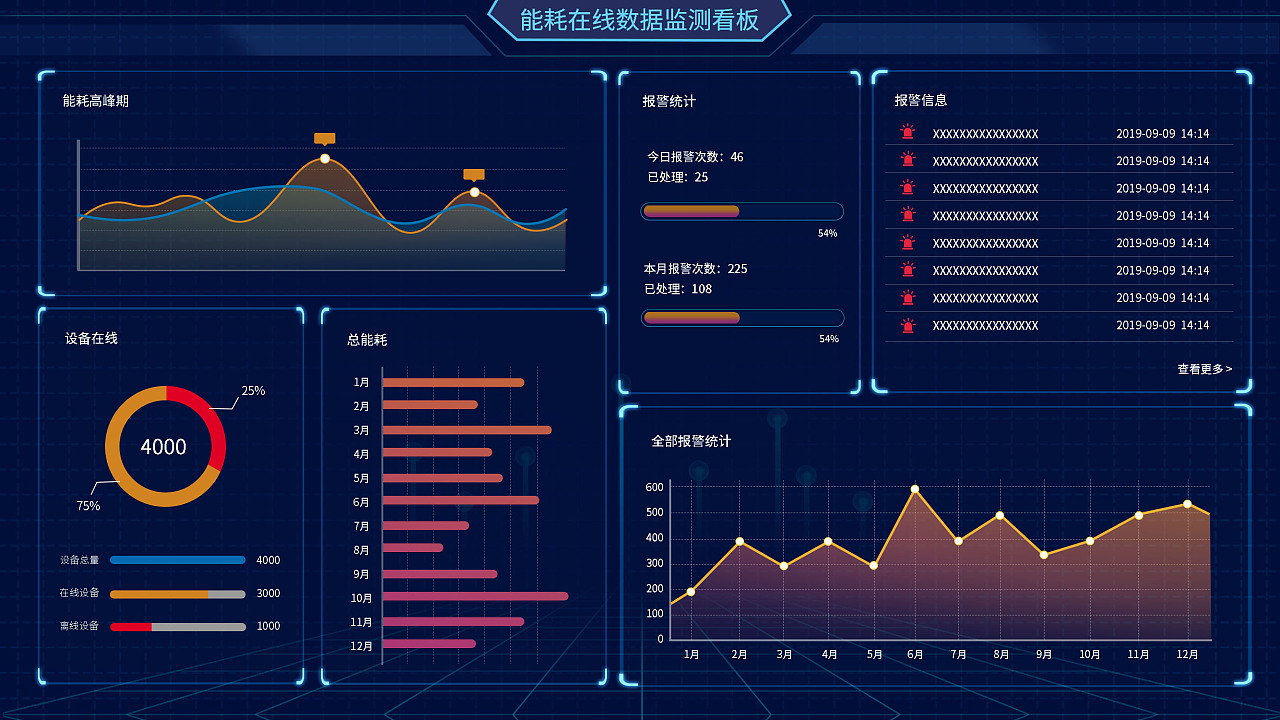 能耗在线数据监测看板
能耗高峰期
报警统计
今日报警次数：46
已处理：25
54%
本月报警次数：225
已处理：108
54%
报警信息
XXXXXXXXXXXXXXXX 2019-09-09 14:14
XXXXXXXXXXXXXXXX 2019-09-09 14:14
XXXXXXXXXXXXXXXX 2019-09-09 14:14
XXXXXXXXXXXXXXXX 2019-09-09 14:14
XXXXXXXXXXXXXXXX 2019-09-09 14:14
XXXXXXXXXXXXXXXX 2019-09-09 14:14
XXXXXXXXXXXXXXXX 2019-09-09 14:14
XXXXXXXXXXXXXXXX 2019-09-09 14:14
查看更多 >
设备在线
25%
4000
75%
设备总量 4000
在线设备 3000
离线设备 1000
总能耗
1月
2月
3月
4月
5月
6月
7月
8月
9月
10月
11月
12月
全部报警统计
600
500
400
300
200
100
0
1月 2月 3月 4月 5月 6月 7月 8月 9月 10月 11月 12月